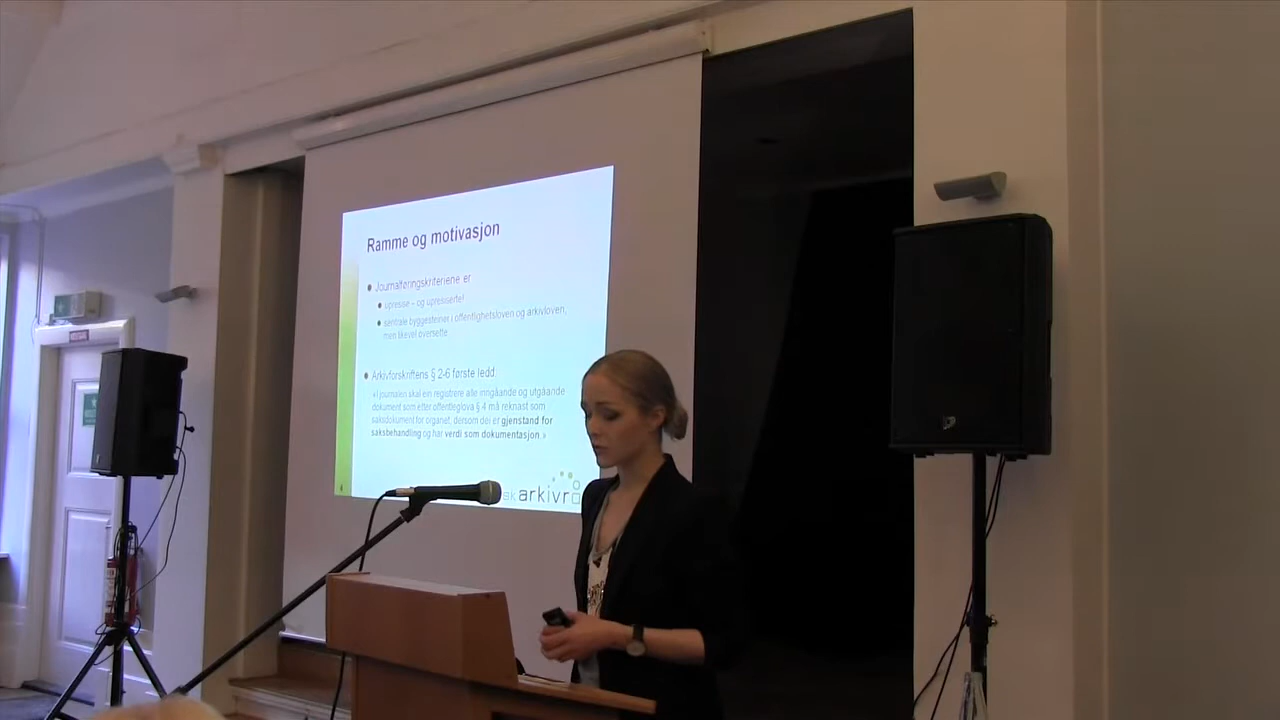 Ramme og motivasjon
Journalføringskriteriene er
upresise – og upresiserte!
sentrale byggesteiner i offentlighetsloven og arkivloven,
men likevel oversette
Arkivforskriftens § 2-6 første ledd:
«I journalen skal ein registrere alle inngåande og utgåande
dokument som etter offentleglova § 4 må reknast som
saksdokument for organet, dersom dei er gjenstand for
saksbehandling og har verdi som dokumentasjon.»
sk arkivrå